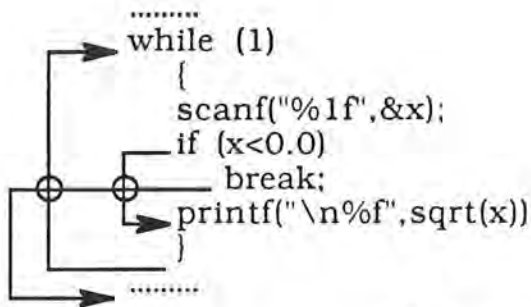 .........
while (1)
{
scanf("%1f",&x);
if (x<0.0)
break;
printf("\n%f",sqrt(x))
}
.........